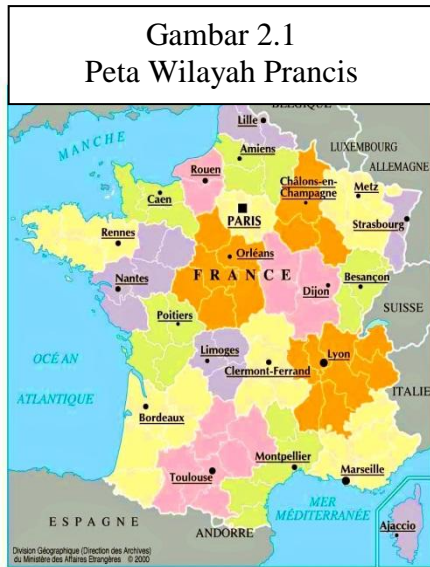 Gambar 2.1
Peta Wilayah Prancis
BELGIQUE
Lille
MANCHE
LUXEMBOURG
Amiens
ALLEMAGNE
Rouen
Châlons-en-
Champagne
Metz
Caen
PARIS
Strasbourg
Rennes
Orléans
FRANCE
Nantes
Dijon
Besançon
Poitiers
SUISSE
OCÉAN
ATLANTIQUE
Limoges
Lyon
Clermont-Ferrand
ITALIE
Bordeaux
Montpellier
Toulouse
Marseille
MER
MÉDITERRANÉE
ESPAGNE
ANDORRE
Ajaccio
Division Géographique (Direction des Archives)
du Ministère des Affaires Etrangères © 2000